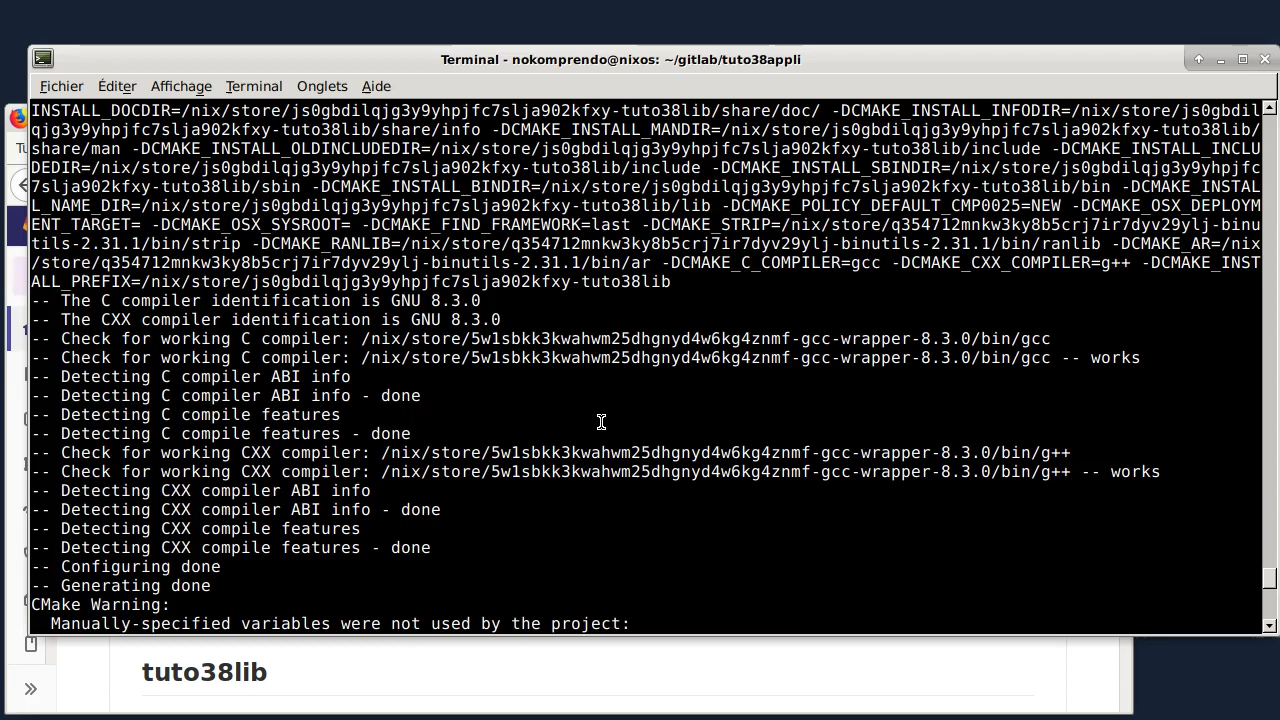 Terminal - nokomprendo@nixos: ~/gitlab/tuto38appli
Fichier Éditer Affichage Terminal Onglets Aide
INSTALL_DOCDIR=/nix/store/js0gbdilqjg3y9yhpjfc7slja902kfxy-tuto38lib/share/doc/ -DCMAKE_INSTALL_INFODIR=/nix/store/js0gbdil
qjg3y9yhpjfc7slja902kfxy-tuto38lib/share/info -DCMAKE_INSTALL_MANDIR=/nix/store/js0gbdilqjg3y9yhpjfc7slja902kfxy-tuto38lib/
share/man -DCMAKE_INSTALL_OLDINCLUDEDIR=/nix/store/js0gbdilqjg3y9yhpjfc7slja902kfxy-tuto38lib/include -DCMAKE_INSTALL_INCLU
DEDIR=/nix/store/js0gbdilqjg3y9yhpjfc7slja902kfxy-tuto38lib/include -DCMAKE_INSTALL_SBINDIR=/nix/store/js0gbdilqjg3y9yhpjfc
7slja902kfxy-tuto38lib/sbin -DCMAKE_INSTALL_BINDIR=/nix/store/js0gbdilqjg3y9yhpjfc7slja902kfxy-tuto38lib/bin -DCMAKE_INSTAL
L_NAME_DIR=/nix/store/js0gbdilqjg3y9yhpjfc7slja902kfxy-tuto38lib/lib -DCMAKE_POLICY_DEFAULT_CMP0025=NEW -DCMAKE_OSX_DEPLOYM
ENT_TARGET= -DCMAKE_OSX_SYSROOT= -DCMAKE_FIND_FRAMEWORK=last -DCMAKE_STRIP=/nix/store/q354712mnkw3ky8b5crj7ir7dyv29ylj-binu
tils-2.31.1/bin/strip -DCMAKE_RANLIB=/nix/store/q354712mnkw3ky8b5crj7ir7dyv29ylj-binutils-2.31.1/bin/ranlib -DCMAKE_AR=/nix
/store/q354712mnkw3ky8b5crj7ir7dyv29ylj-binutils-2.31.1/bin/ar -DCMAKE_C_COMPILER=gcc -DCMAKE_CXX_COMPILER=g++ -DCMAKE_INST
ALL_PREFIX=/nix/store/js0gbdilqjg3y9yhpjfc7slja902kfxy-tuto38lib
-- The C compiler identification is GNU 8.3.0
-- The CXX compiler identification is GNU 8.3.0
-- Check for working C compiler: /nix/store/5w1sbkk3kwahwm25dhgnyd4w6kg4znmf-gcc-wrapper-8.3.0/bin/gcc
-- Check for working C compiler: /nix/store/5w1sbkk3kwahwm25dhgnyd4w6kg4znmf-gcc-wrapper-8.3.0/bin/gcc -- works
-- Detecting C compiler ABI info
-- Detecting C compiler ABI info - done
-- Detecting C compile features
-- Detecting C compile features - done
-- Check for working CXX compiler: /nix/store/5w1sbkk3kwahwm25dhgnyd4w6kg4znmf-gcc-wrapper-8.3.0/bin/g++
-- Check for working CXX compiler: /nix/store/5w1sbkk3kwahwm25dhgnyd4w6kg4znmf-gcc-wrapper-8.3.0/bin/g++ -- works
-- Detecting CXX compiler ABI info
-- Detecting CXX compiler ABI info - done
-- Detecting CXX compile features
-- Detecting CXX compile features - done
-- Configuring done
-- Generating done
CMake Warning:
Manually-specified variables were not used by the project:
tuto38lib